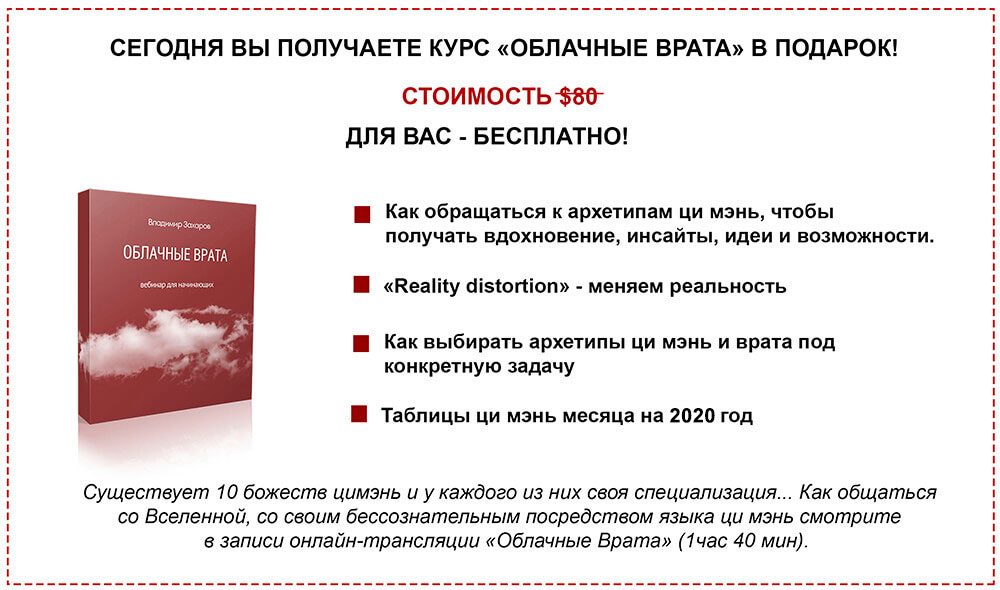 СЕГОДНЯ ВЫ ПОЛУЧАЕТЕ КУРС «ОБЛАЧНЫЕ ВРАТА» В ПОДАРОК!
СТОИМОСТЬ $80
ДЛЯ ВАС - БЕСПЛАТНО!
Владимир Захаров
ОБЛАЧНЫЕ ВРАТА
вебинар для начинающих
Как обращаться к архетипам ци мэнь, чтобы
получать вдохновение, инсайты, идеи и возможности.
«Reality distortion» - меняем реальность
Как выбирать архетипы ци мэнь и врата под
конкретную задачу
Таблицы ци мэнь месяца на 2020 год
Существует 10 божеств цимэнь и у каждого из них своя специализация... Как общаться
со Вселенной, со своим бессознательным посредством языка ци мэнь смотрите
в записи онлайн-трансляции «Облачные Врата» (1час 40 мин).